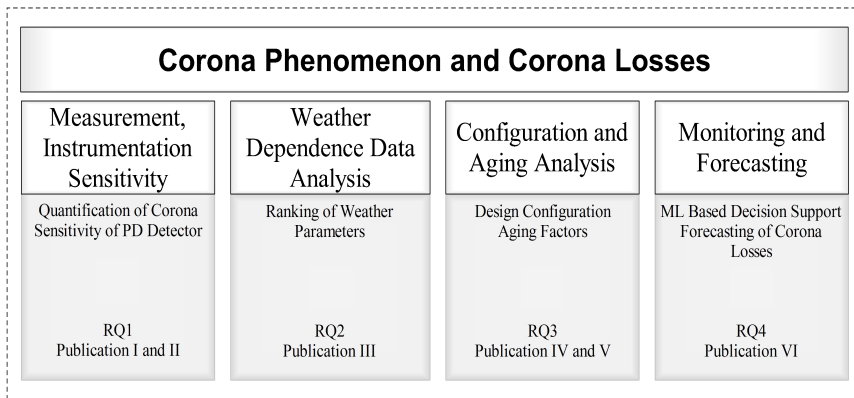 Corona Phenomenon and Corona Losses
Measurement,
Instrumentation
Sensitivity
Quantification of Corona
Sensitivity of PD Detector
RQ1
Publication I and II
Weather
Dependence Data
Analysis
Ranking of Weather
Parameters
RQ2
Publication III
Configuration and
Aging Analysis
Design Configuration
Aging Factors
RQ3
Publication IV and V
Monitoring and
Forecasting
ML Based Decision Support
Forecasting of Corona
Losses
RQ4
Publication VI